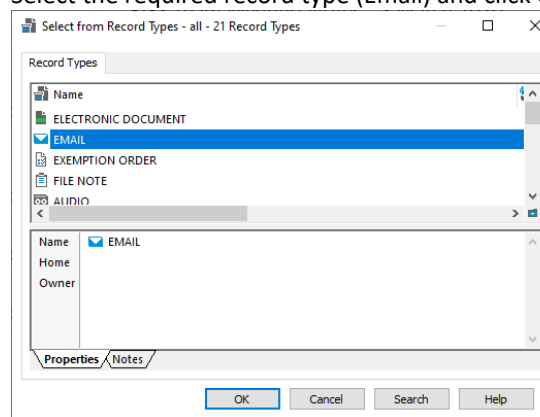 Select the required record type (Email) and click
Select from Record Types - all - 21 Record Types
Record Types
Name
ELECTRONIC DOCUMENT
EMAIL
EXEMPTION ORDER
FILE NOTE
AUDIO
Name EMAIL
Home
Owner
Properties Notes
OK Cancel Search Help